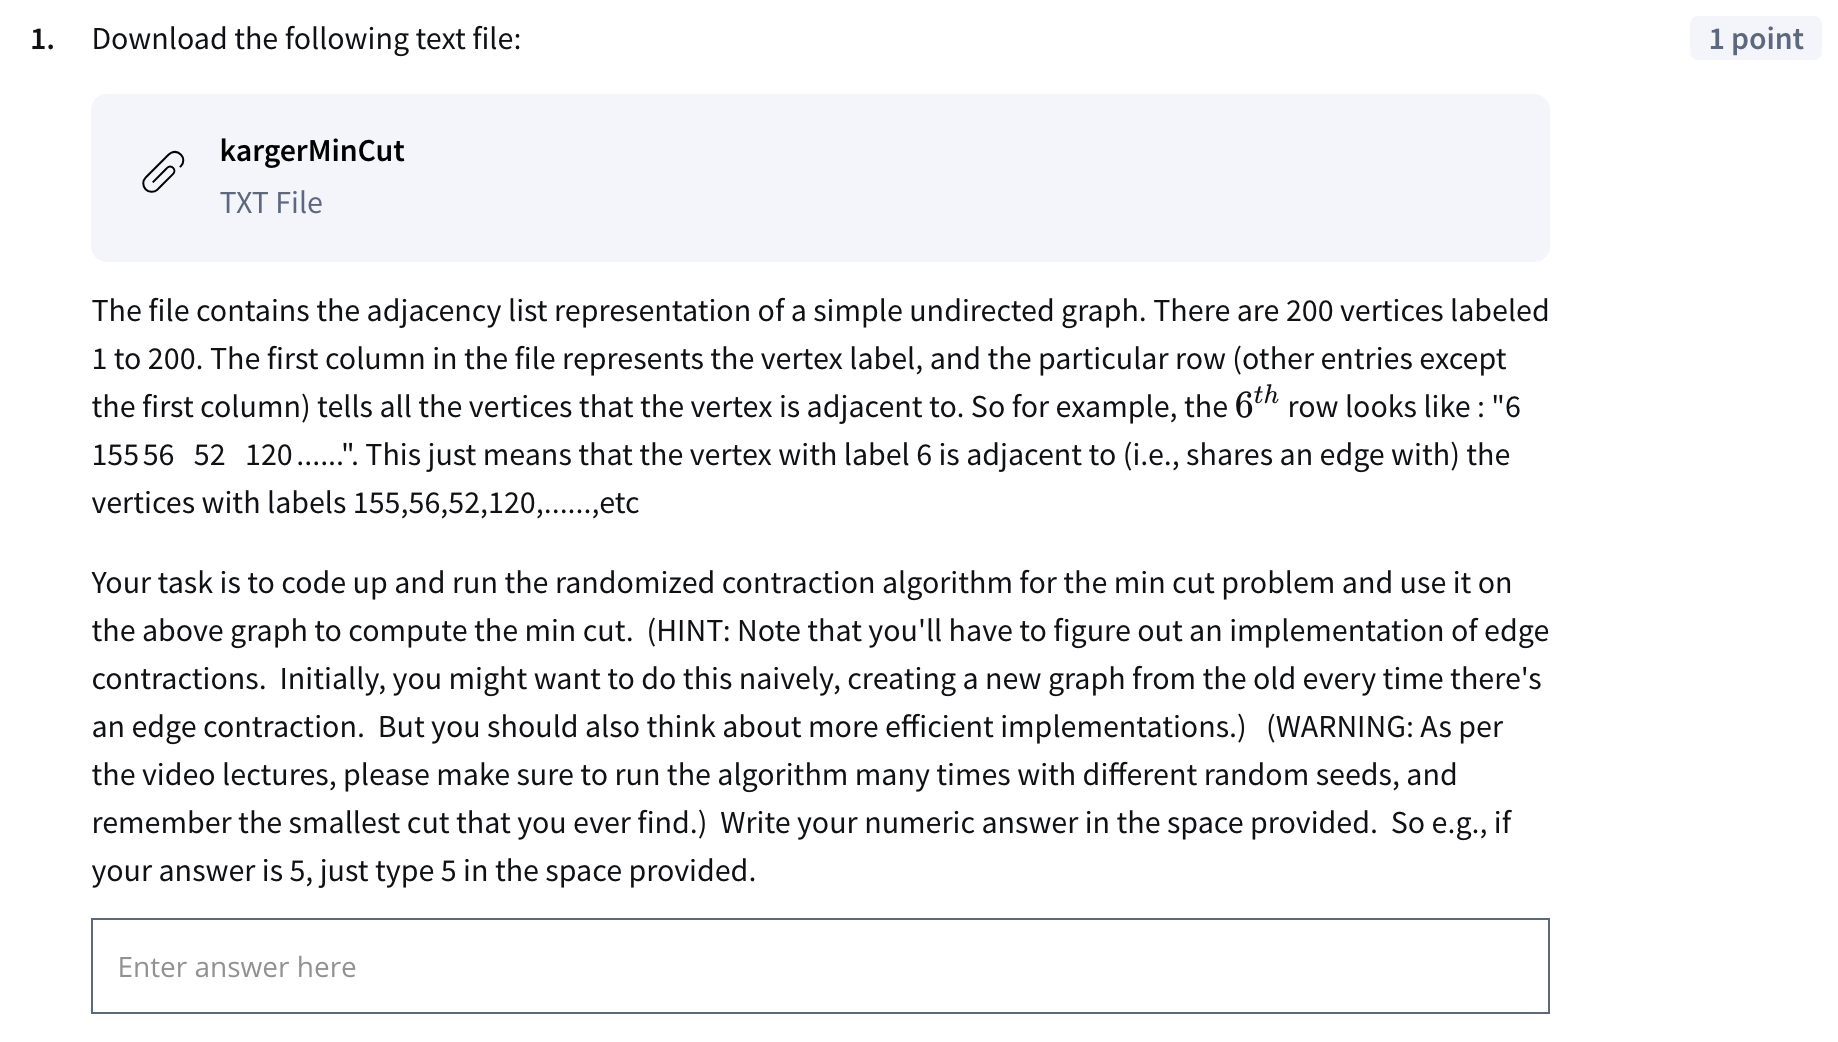 1. Download the following text file:
1 point
kargerMinCut
TXT File
The file contains the adjacency list representation of a simple undirected graph. There are 200 vertices labeled
1 to 200. The first column in the file represents the vertex label, and the particular row (other entries except
the first column) tells all the vertices that the vertex is adjacent to. So for example, the 6^{th} row looks like : "6
155 56 52 120......". This just means that the vertex with label 6 is adjacent to (i.e., shares an edge with) the
vertices with labels 155,56,52,120,......,etc
Your task is to code up and run the randomized contraction algorithm for the min cut problem and use it on
the above graph to compute the min cut. (HINT: Note that you'll have to figure out an implementation of edge
contractions. Initially, you might want to do this naively, creating a new graph from the old every time there's
an edge contraction. But you should also think about more efficient implementations.) (WARNING: As per
the video lectures, please make sure to run the algorithm many times with different random seeds, and
remember the smallest cut that you ever find.) Write your numeric answer in the space provided. So e.g., if
your answer is 5, just type 5 in the space provided.
Enter answer here